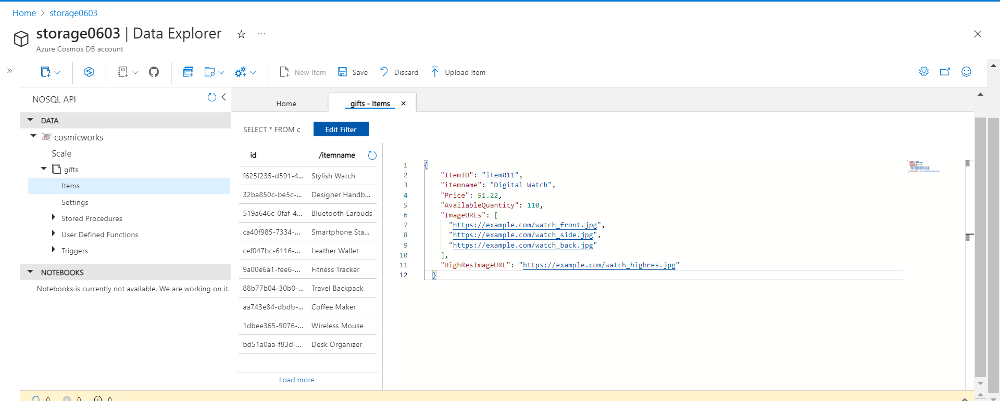 Home > storage0603
storage0603 | Data Explorer ☆ ...
Azure Cosmos DB account
New Item Save Discard Upload Item
NOSQL API
DATA
cosmicworks
Scale
gifts
Items
Settings
Stored Procedures
User Defined Functions
Triggers
NOTEBOOKS
Notebooks is currently not available. We are working on it.
Home gifts - Items
SELECT * FROM c Edit Filter
id /itemname
f625f235-d591-4... Stylish Watch
32ba850c-be5c-... Designer Handb...
519a646c-0faf-4... Bluetooth Earbuds
ca40f985-7334-... Smartphone Sta...
cef047bc-6116-... Leather Wallet
9a00e6a1-fee6-... Fitness Tracker
88b77b04-30b0-... Travel Backpack
aa743e84-dbdb-... Coffee Maker
1dbee365-9076-... Wireless Mouse
bd51a0aa-f83d-... Desk Organizer
Load more
1 {
2 "ItemID": "item011",
3 "itemname": "Digital Watch",
4 "Price": 51.22,
5 "AvailableQuantity": 110,
6 "ImageURLs": [
7 "https://example.com/watch_front.jpg",
8 "https://example.com/watch_side.jpg",
9 "https://example.com/watch_back.jpg"
10 ],
11 "HighResImageURL": "https://example.com/watch_highres.jpg"
12 }
0 0 0